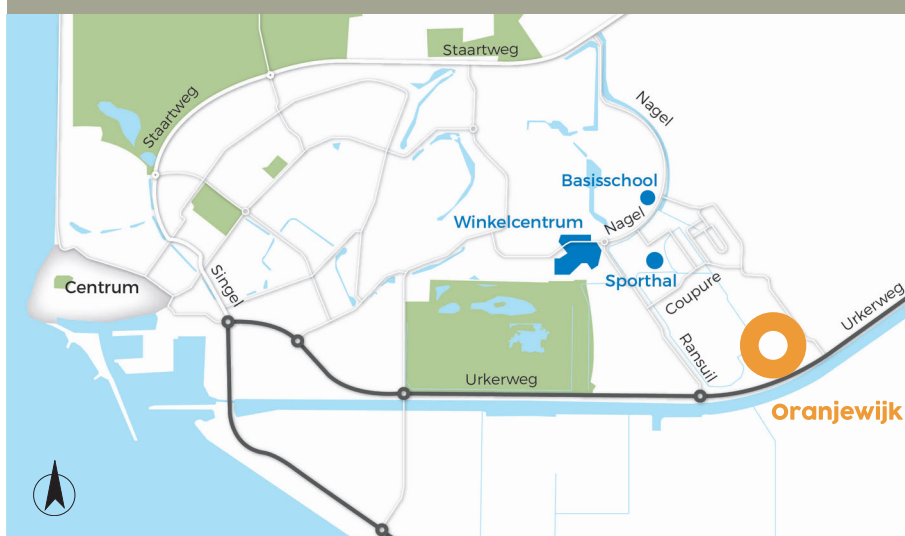 Staartweg
Staartweg
Nagel
Basisschool
Winkelcentrum
Nagel
Singel
Centrum
Sporthal
Coupure
Urkerweg
Ransuil
Urkerweg
Oranjewijk